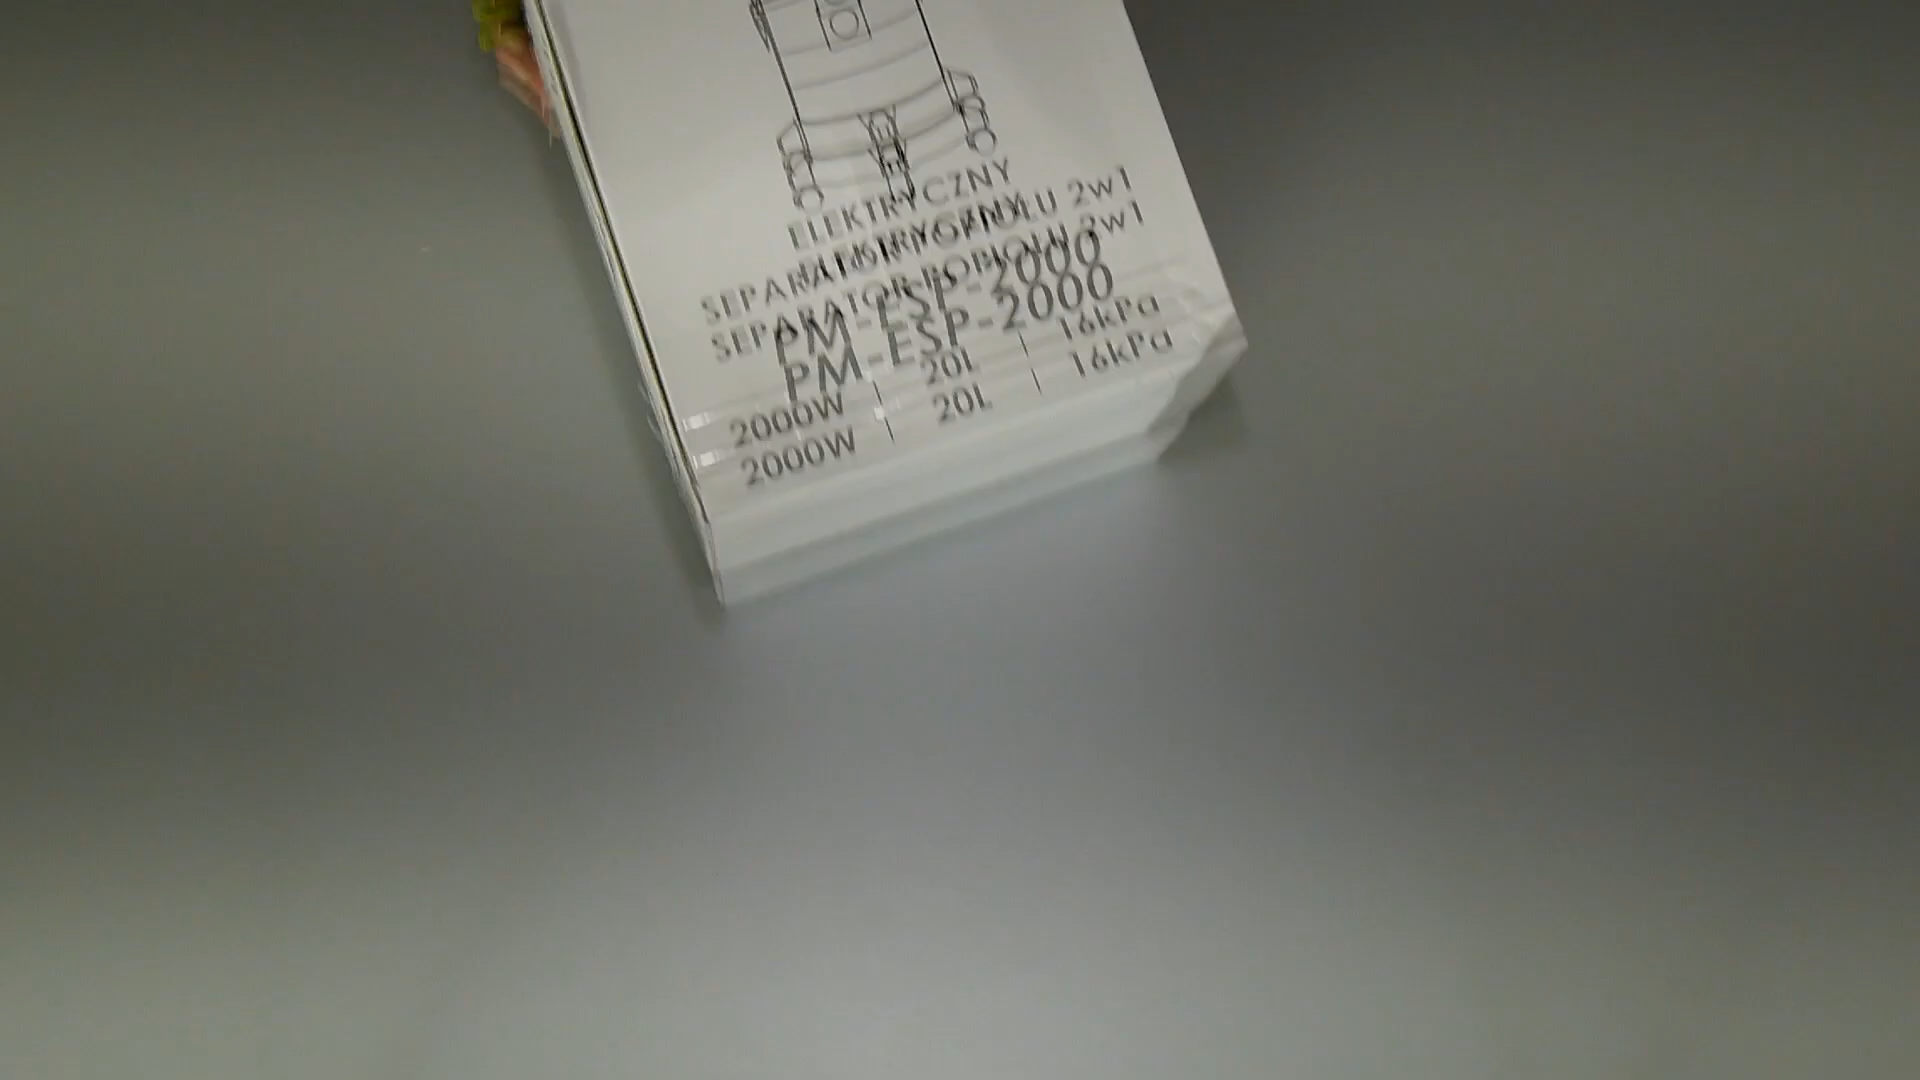 ELEKTRYCZNY
SEPARATOR POPIOŁU 2w1
PM-ESP-2000
2000W | 20L | 16kPa